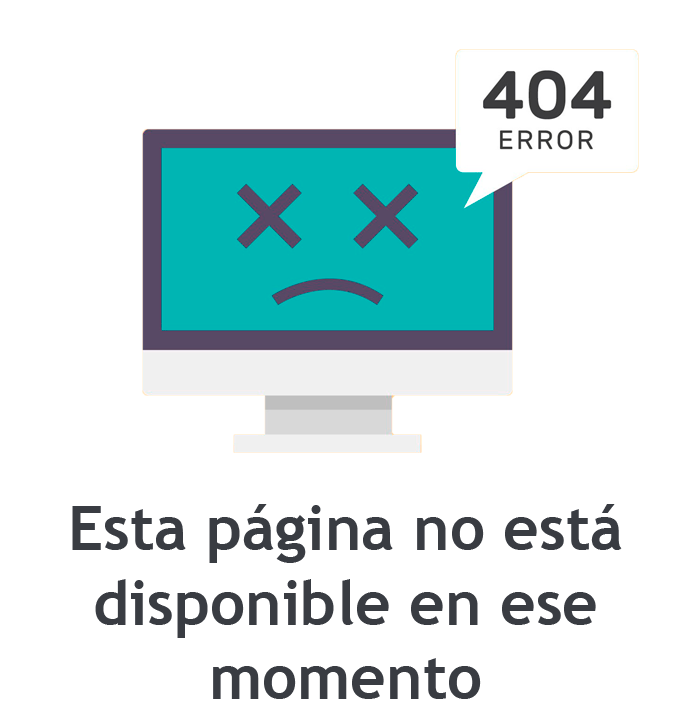 404
ERROR
Esta página no está
disponible en ese
momento